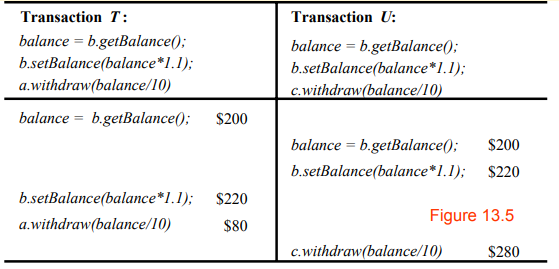 Transaction T: Transaction U:
balance = b.getBalance(); balance = b.getBalance();
b.setBalance(balance*1.1); b.setBalance(balance*1.1);
a.withdraw(balance/10) c.withdraw(balance/10)
balance = b.getBalance(); $200
balance = b.getBalance(); $200
b.setBalance(balance*1.1); $220
b.setBalance(balance*1.1); $220
a.withdraw(balance/10) $80
Figure 13.5
c.withdraw(balance/10) $280